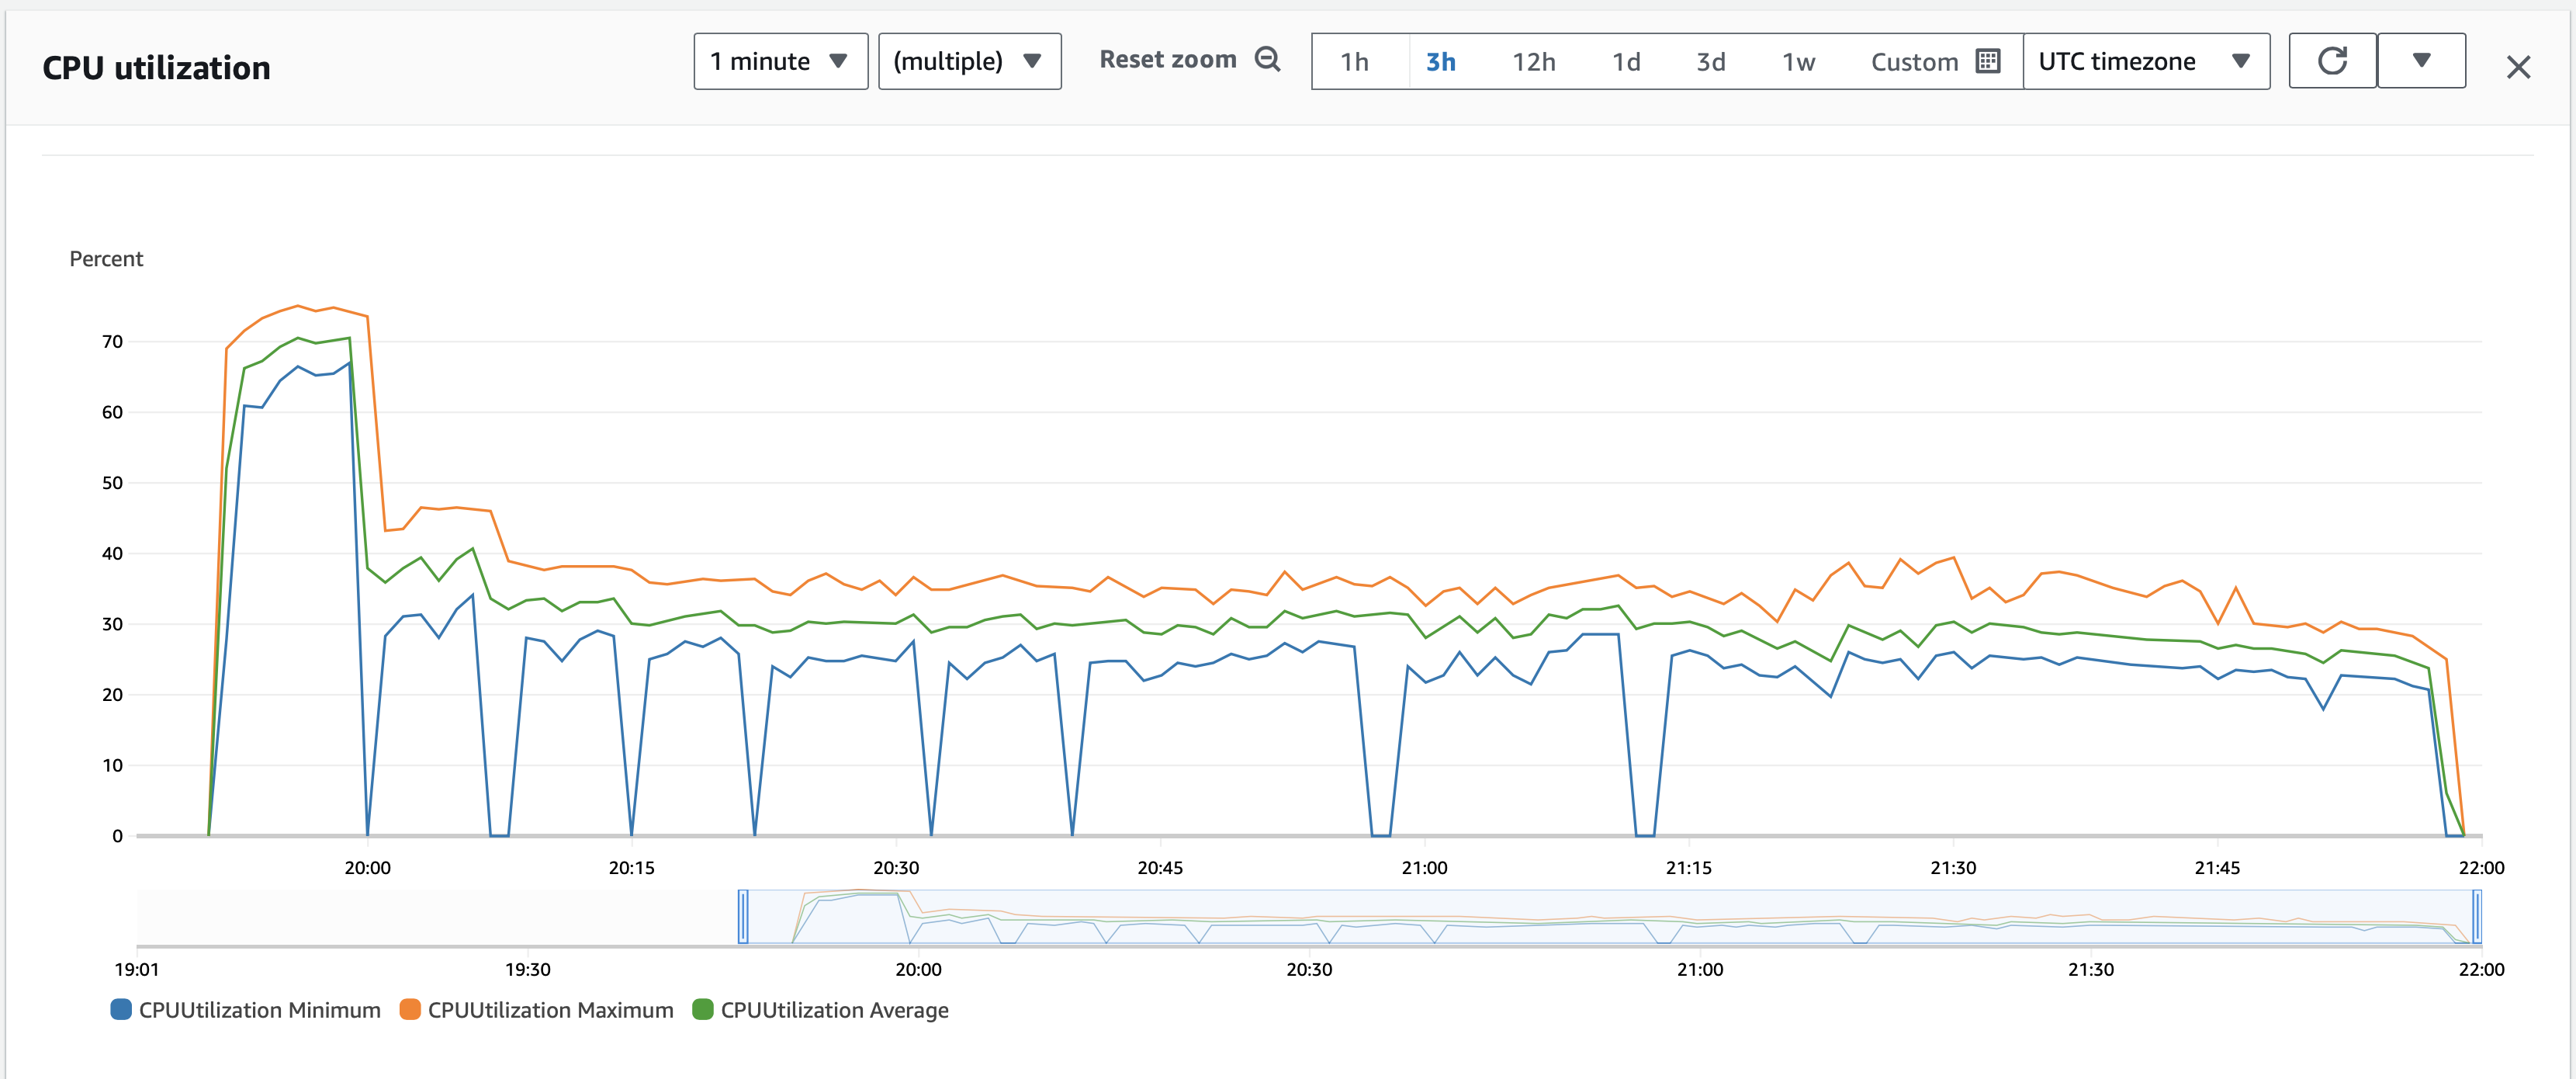 CPU utilization
1 minute
(multiple)
Reset zoom
1h 3h 12h 1d 3d 1w Custom
UTC timezone
Percent
70
60
50
40
30
20
10
0
20:00 20:15 20:30 20:45 21:00 21:15 21:30 21:45 22:00
19:01 19:30 20:00 20:30 21:00 21:30 22:00
CPUUtilization Minimum CPUUtilization Maximum CPUUtilization Average